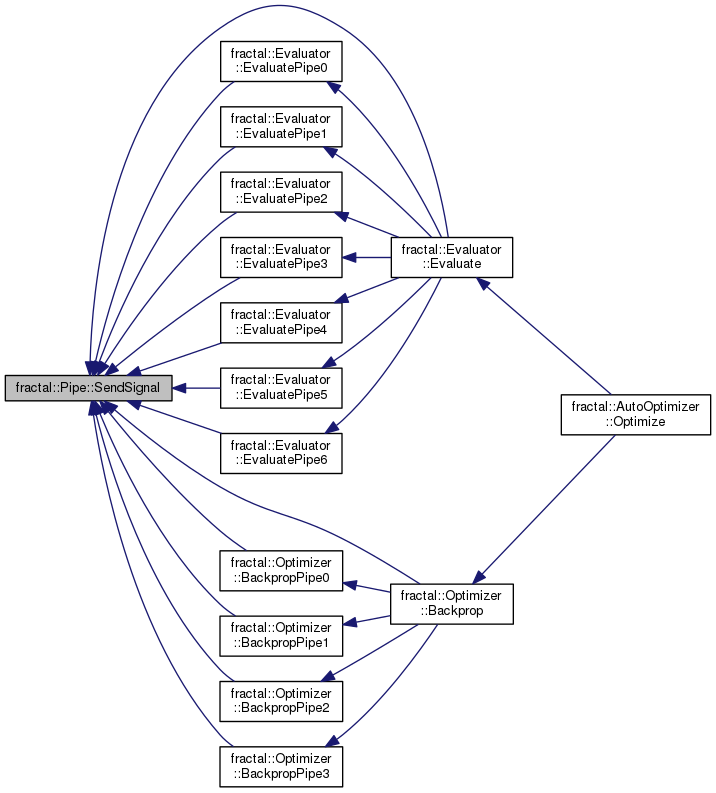 fractal::Evaluator
::EvaluatePipe0
fractal::Evaluator
::EvaluatePipe1
fractal::Evaluator
::EvaluatePipe2
fractal::Evaluator
::EvaluatePipe3
fractal::Evaluator
::Evaluate
fractal::Evaluator
::EvaluatePipe4
fractal::Pipe::SendSignal
fractal::Evaluator
::EvaluatePipe5
fractal::AutoOptimizer
::Optimize
fractal::Evaluator
::EvaluatePipe6
fractal::Optimizer
::BackpropPipe0
fractal::Optimizer
::Backprop
fractal::Optimizer
::BackpropPipe1
fractal::Optimizer
::BackpropPipe2
fractal::Optimizer
::BackpropPipe3